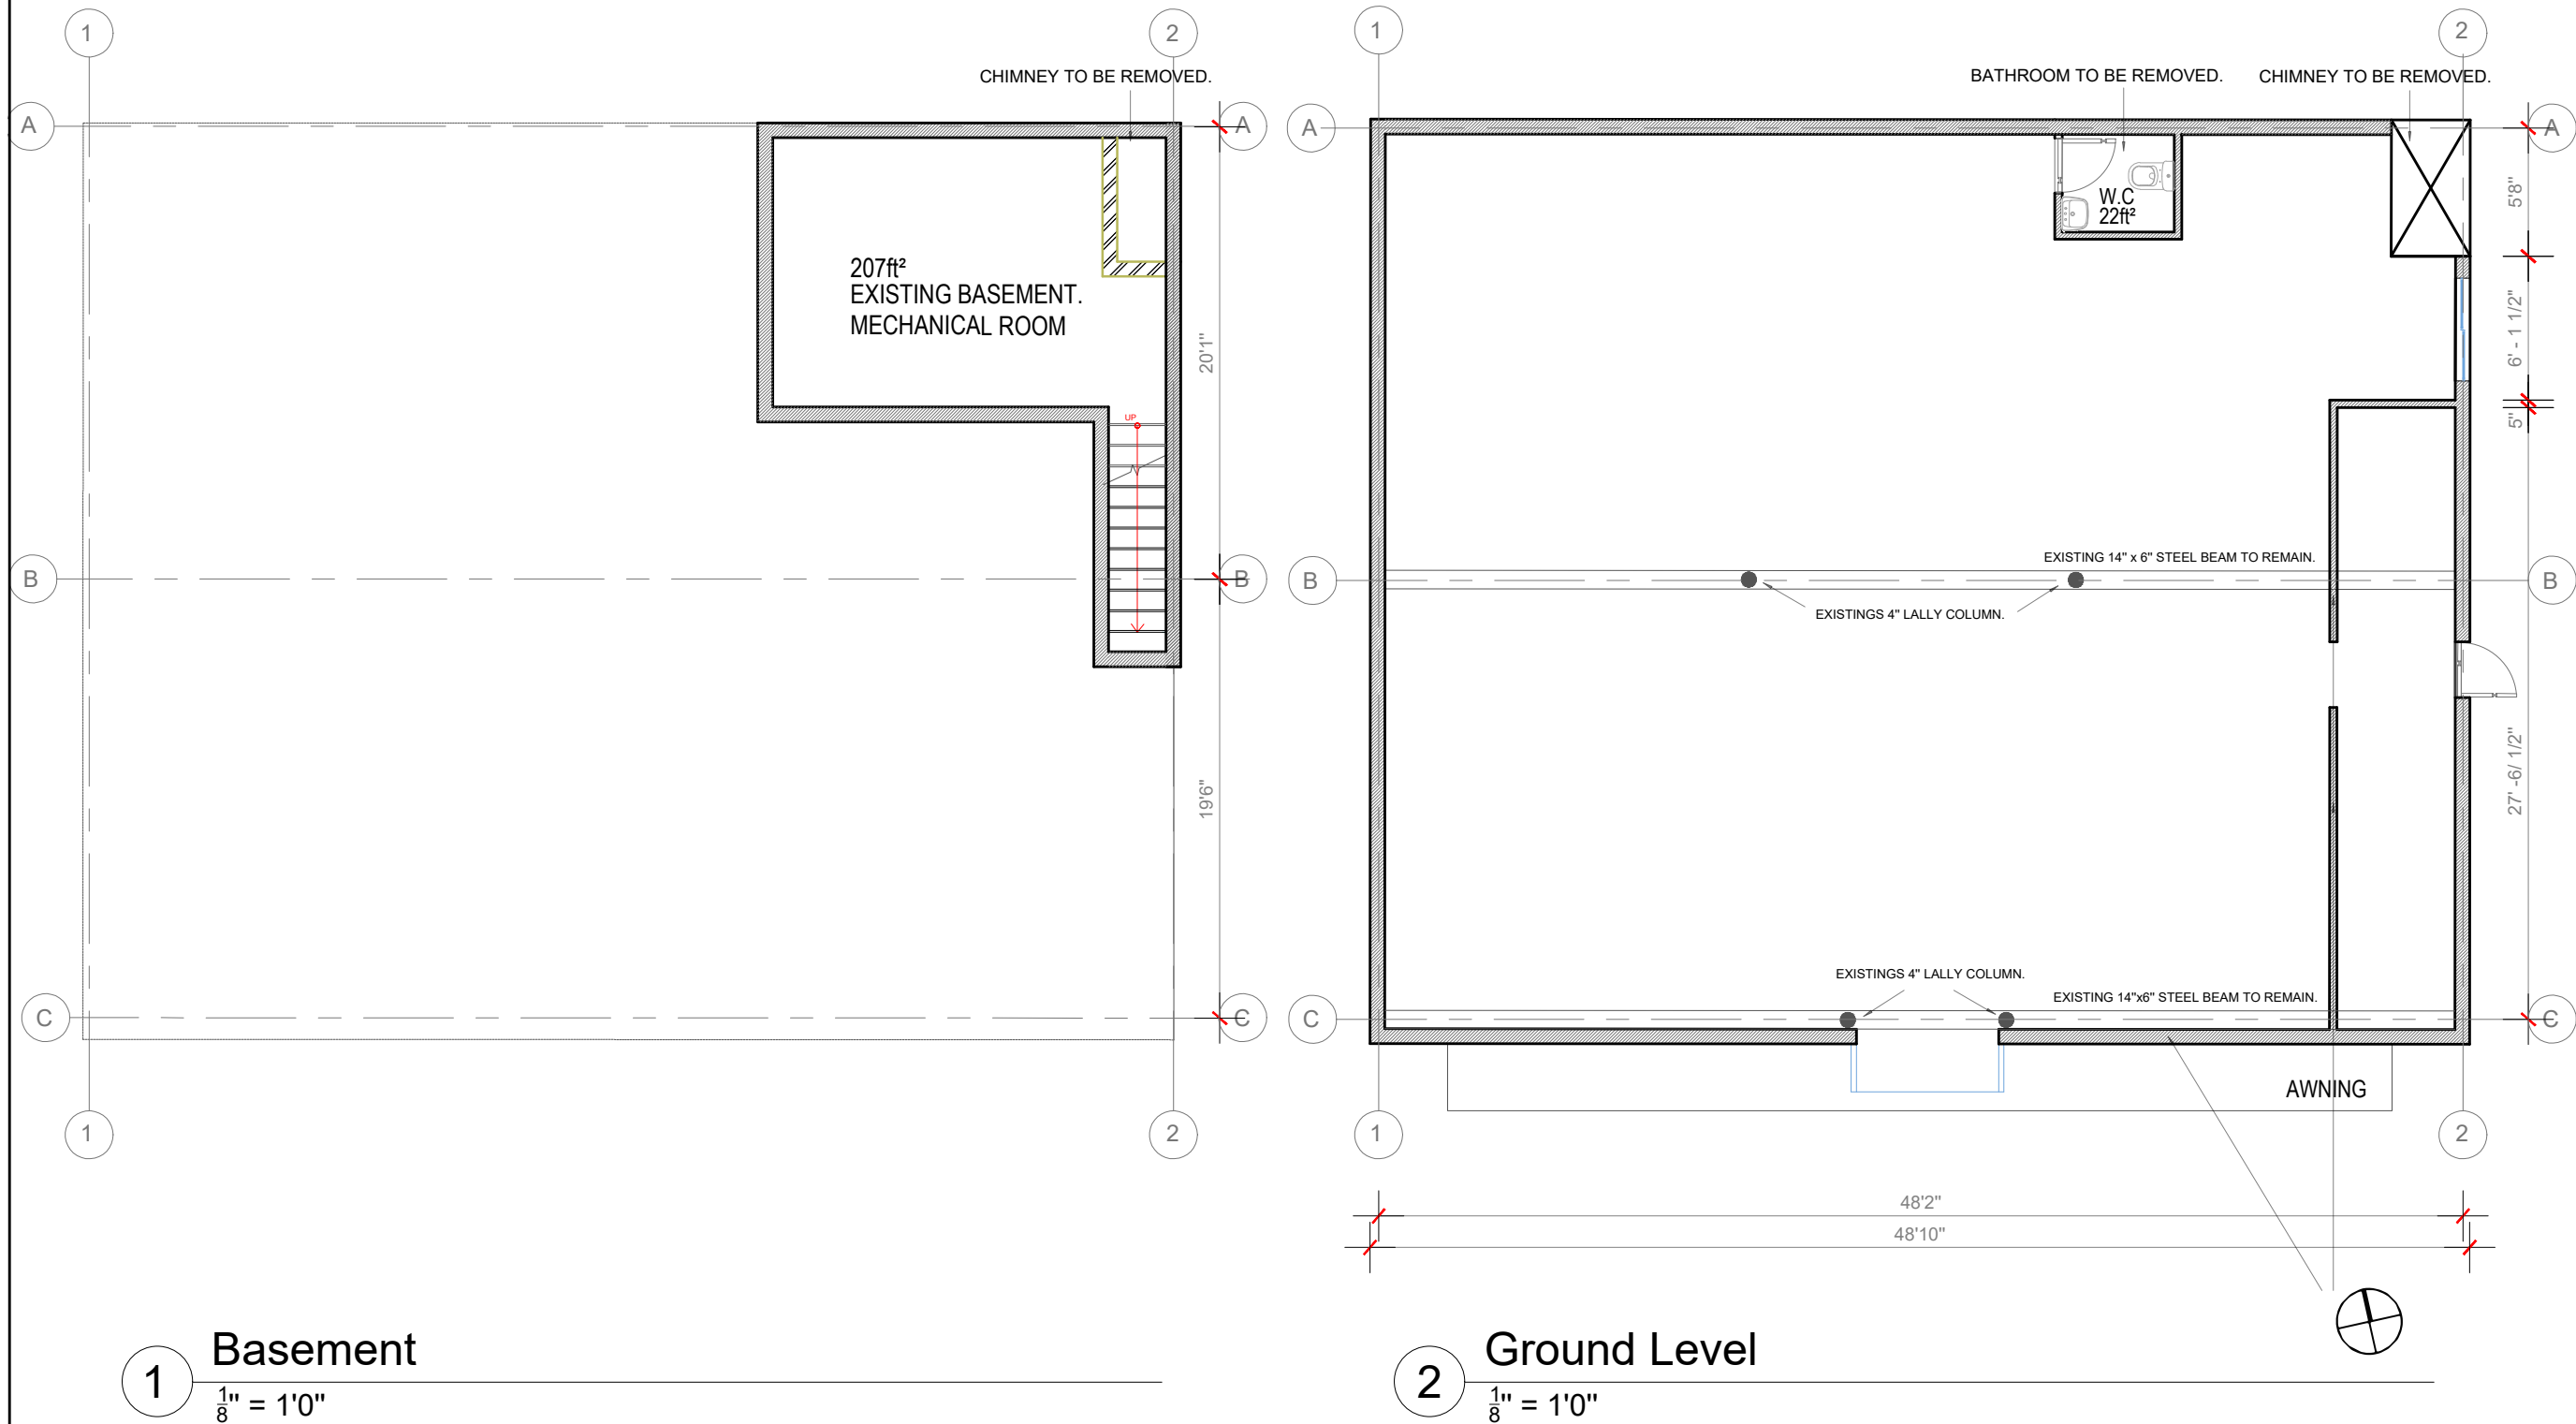 1
2
1
2
CHIMNEY TO BE REMOVED.
BATHROOM TO BE REMOVED.
CHIMNEY TO BE REMOVED.
A
A
A
A
W.C
22ft²
5'8"
207ft²
EXISTING BASEMENT.
MECHANICAL ROOM
20'1"
6' - 1 1/2"
UP
5"
EXISTING 14" x 6" STEEL BEAM TO REMAIN.
B
B
B
B
EXISTINGS 4" LALLY COLUMN.
19'6"
27' -6/ 1/2"
EXISTINGS 4" LALLY COLUMN.
EXISTING 14"x6" STEEL BEAM TO REMAIN.
C
C
C
C
AWNING
1
2
1
2
48'2"
48'10"
1
Basement
1/8" = 1'0"
2
Ground Level
1/8" = 1'0"